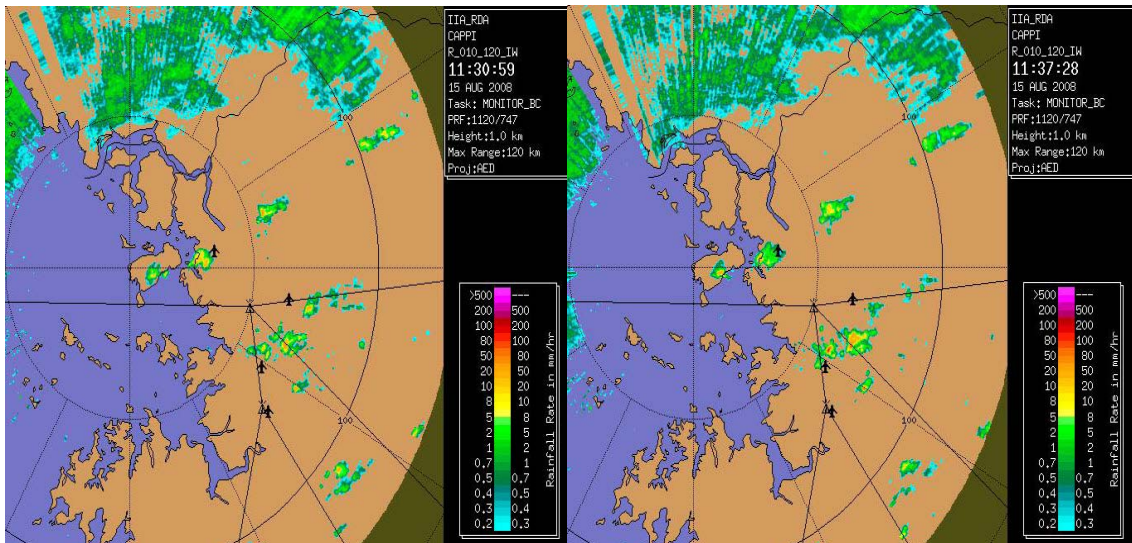 IIA_RDA
CAPPI
R_010_120_IW
11:30:59
15 AUG 2008
Task: MONITOR_BC
PRF:1120/747
Height:1.0 km
Max Range:120 km
Proj:AED
100
100
>500 ---
200 500
100 200
80 100
50 80
20 50
10 20
8 10
5 8
2 5
1 2
0.7 1
0.5 0.7
0.4 0.5
0.3 0.4
0.2 0.3
Rainfall Rate in mm/hr
IIA_RDA
CAPPI
R_010_120_IW
11:37:28
15 AUG 2008
Task: MONITOR_BC
PRF:1120/747
Height:1.0 km
Max Range:120 km
Proj:AED
100
100
>500 ---
200 500
100 200
80 100
50 80
20 50
10 20
8 10
5 8
2 5
1 2
0.7 1
0.5 0.7
0.4 0.5
0.3 0.4
0.2 0.3
Rainfall Rate in mm/hr